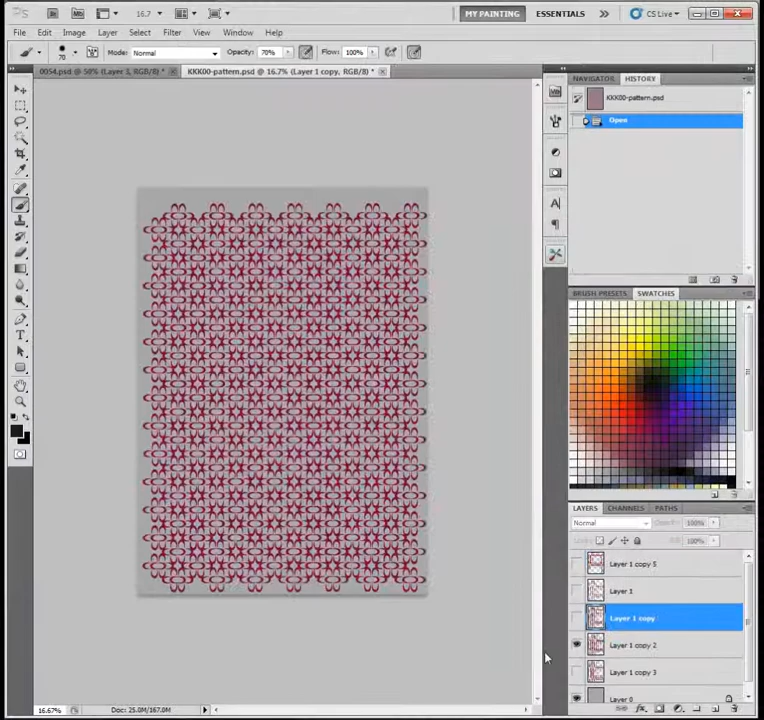 16.7
MY PAINTING
ESSENTIALS
CS Live
File Edit Image Layer Select Filter View Window Help
70
Mode: Normal
Opacity: 70%
Flow: 100%
0054.psd @ 50% (Layer 3, RGB/8) *
KKK00-pattern.psd @ 16.7% (Layer 1 copy, RGB/8) *
NAVIGATOR HISTORY
KKK00-pattern.psd
Open
BRUSH PRESETS SWATCHES
LAYERS CHANNELS PATHS
Normal
Opacity: 100%
100%
Layer 1 copy 5
Layer 1
Layer 1 copy
Layer 1 copy 2
Layer 1 copy 3
Layer 0
16.67%
Doc: 25.0M/167.0M